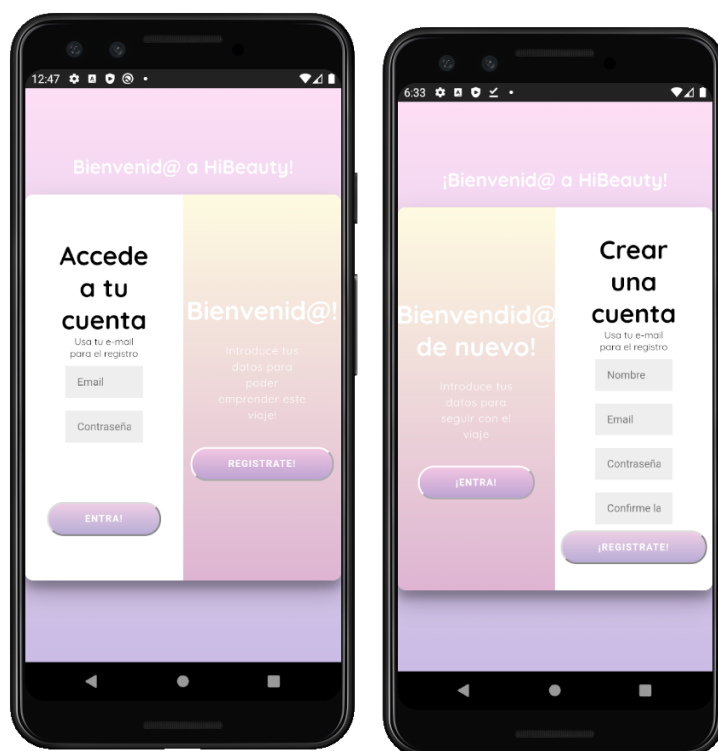 12:47
Bienvenid@ a HiBeauty!
Accede
a tu
cuenta
Usa tu e-mail
para el registro
Email
Contraseña
ENTRA!
Bienvenid@!
Introduce tus
datos para
poder
emprender este
viaje!
REGISTRATE!
6:33
¡Bienvenid@ a HiBeauty!
Bienvendid@
de nuevo!
Introduce tus
datos para
seguir con el
viaje
¡ENTRA!
Crear
una
cuenta
Usa tu e-mail
para el registro
Nombre
Email
Contraseña
Confirme la
¡REGISTRATE!